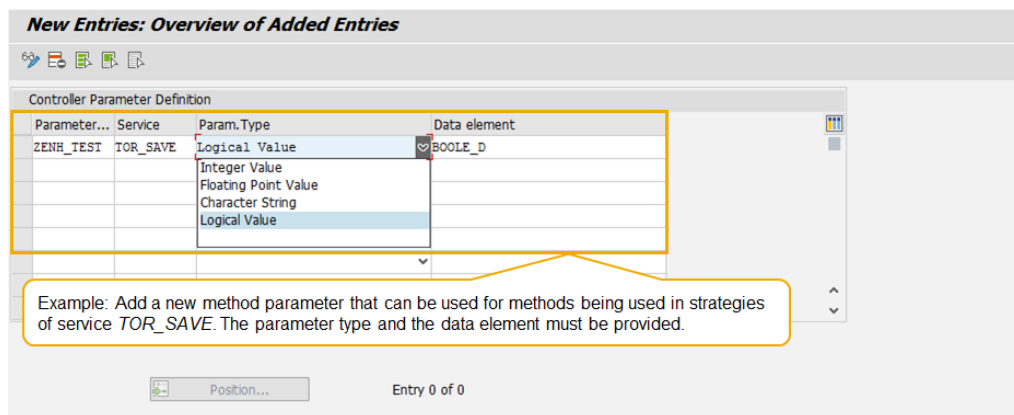 New Entries: Overview of Added Entries
Controller Parameter Definition
Parameter... Service Param.Type Data element
ZENH_TEST TOR_SAVE Logical Value BOOLE_D
Integer Value
Floating Point Value
Character String
Logical Value
Example: Add a new method parameter that can be used for methods being used in strategies
of service TOR_SAVE. The parameter type and the data element must be provided.
Position... Entry 0 of 0